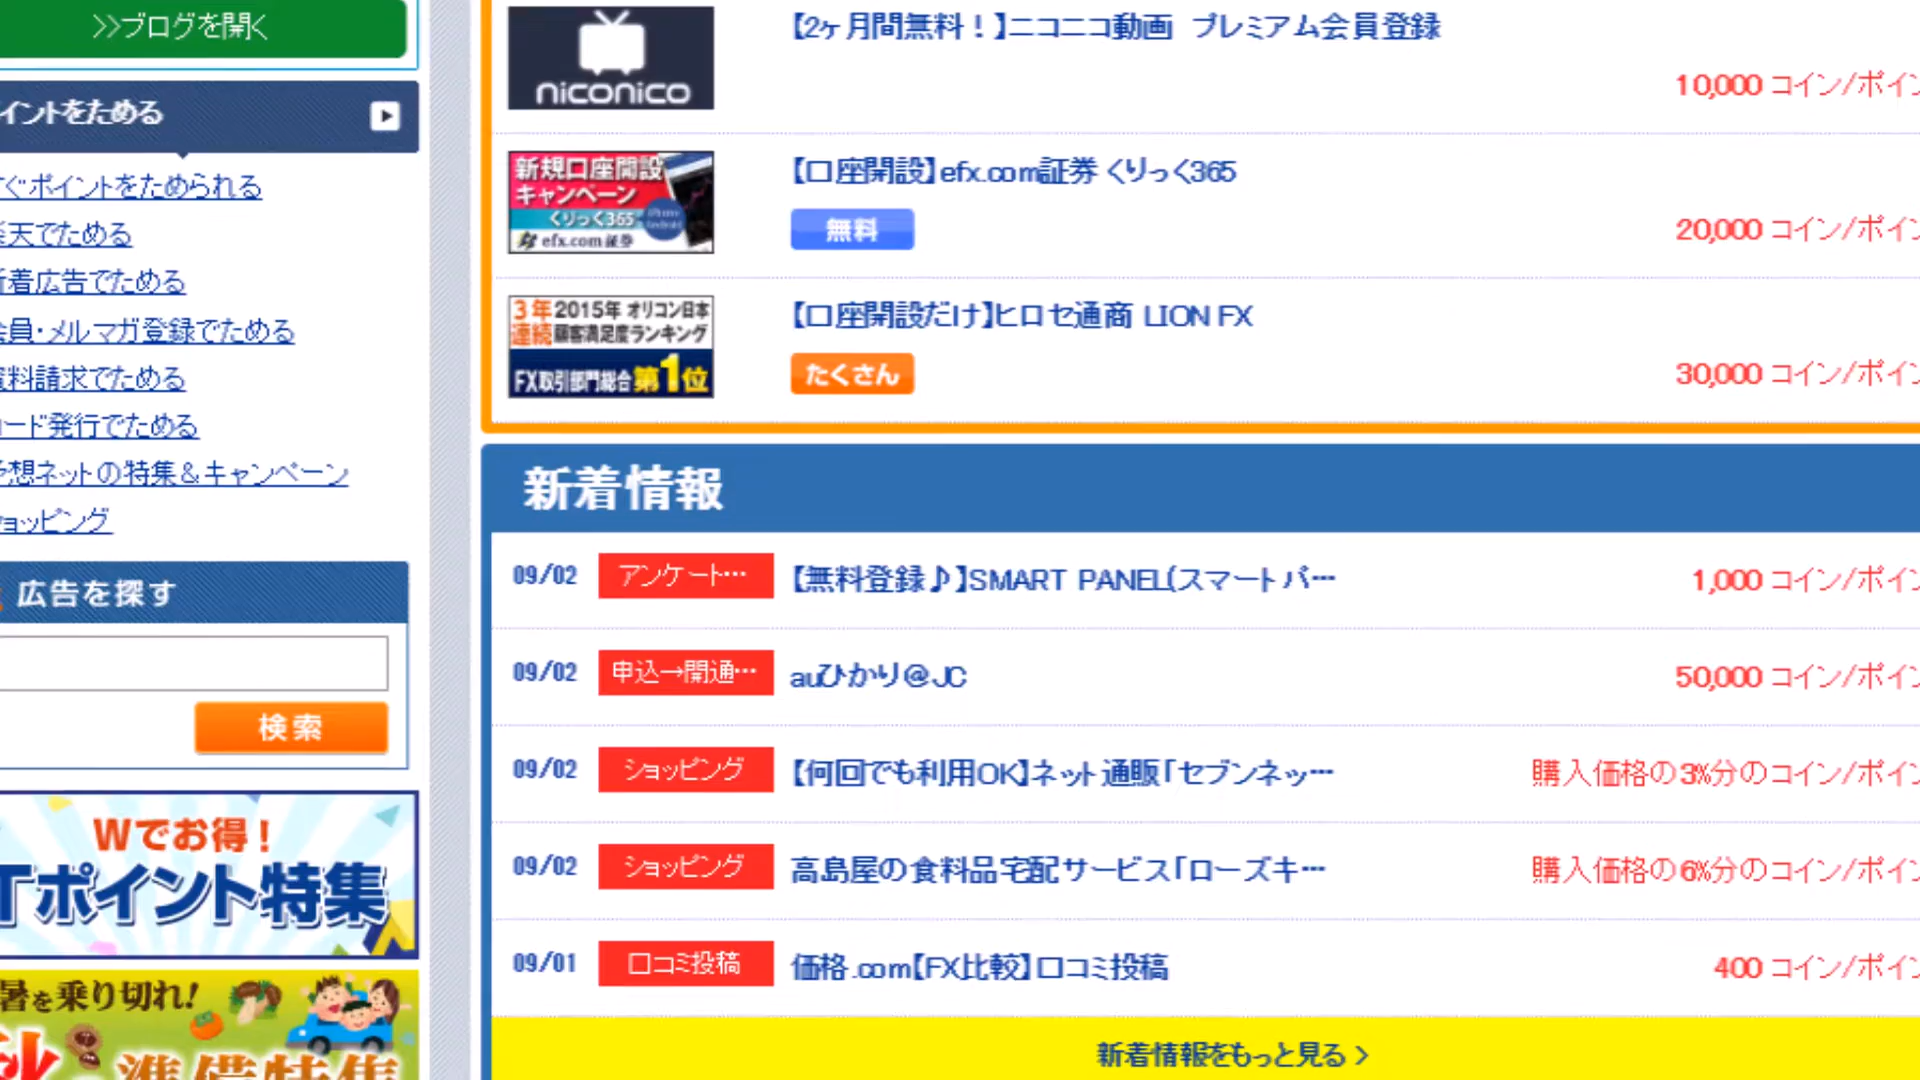 >>ブログを開く
イントをためる
ぐポイントをためられる
天でためる
着広告でためる
員・メルマガ登録でためる
料請求でためる
ード発行でためる
想ネットの特集&キャンペーン
ョッピング
広告を探す
検索
Wでお得!
Tポイント特集
暑を乗り切れ!
秋 準備特集
niconico
【2ヶ月間無料!】ニコニコ動画 プレミアム会員登録
10,000 コイン/ポイン
新規口座開設
キャンペーン
くりっく365
iPhone
Android
efx.com 証券
【口座開設】efx.com証券 くりっく365
無料
20,000 コイン/ポイン
3年 2015年 オリコン日本
連続 顧客満足度ランキング
FX取引部門総合 第1位
【口座開設だけ】ヒロセ通商 LION FX
たくさん
30,000 コイン/ポイン
新着情報
09/02 アンケート… 【無料登録♪】SMART PANEL(スマートパ… 1,000 コイン/ポイン
09/02 申込→開通… auひかり@JC 50,000 コイン/ポイン
09/02 ショッピング 【何回でも利用OK】ネット通販「セブンネッ… 購入価格の3%分のコイン/ポイン
09/02 ショッピング 高島屋の食料品宅配サービス「ローズキ… 購入価格の6%分のコイン/ポイン
09/01 口コミ投稿 価格.com【FX比較】口コミ投稿 400 コイン/ポイン
新着情報をもっと見る >